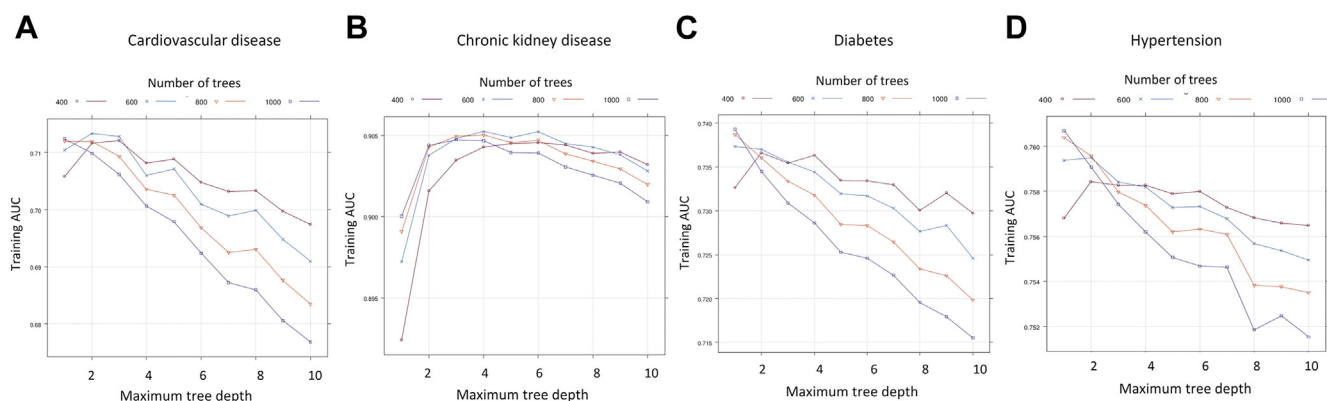 A
Cardiovascular disease
Number of trees
400 600 800 1000
Training AUC
0.71
0.70
0.69
0.68
2 4 6 8 10
Maximum tree depth
B
Chronic kidney disease
Number of trees
400 600 800 1000
Training AUC
0.905
0.900
0.895
2 4 6 8 10
Maximum tree depth
C
Diabetes
Number of trees
400 600 800 1000
Training AUC
0.740
0.735
0.730
0.725
0.720
0.715
2 4 6 8 10
Maximum tree depth
D
Hypertension
Number of trees
400 600 800 1000
Training AUC
0.760
0.758
0.756
0.754
0.752
2 4 6 8 10
Maximum tree depth